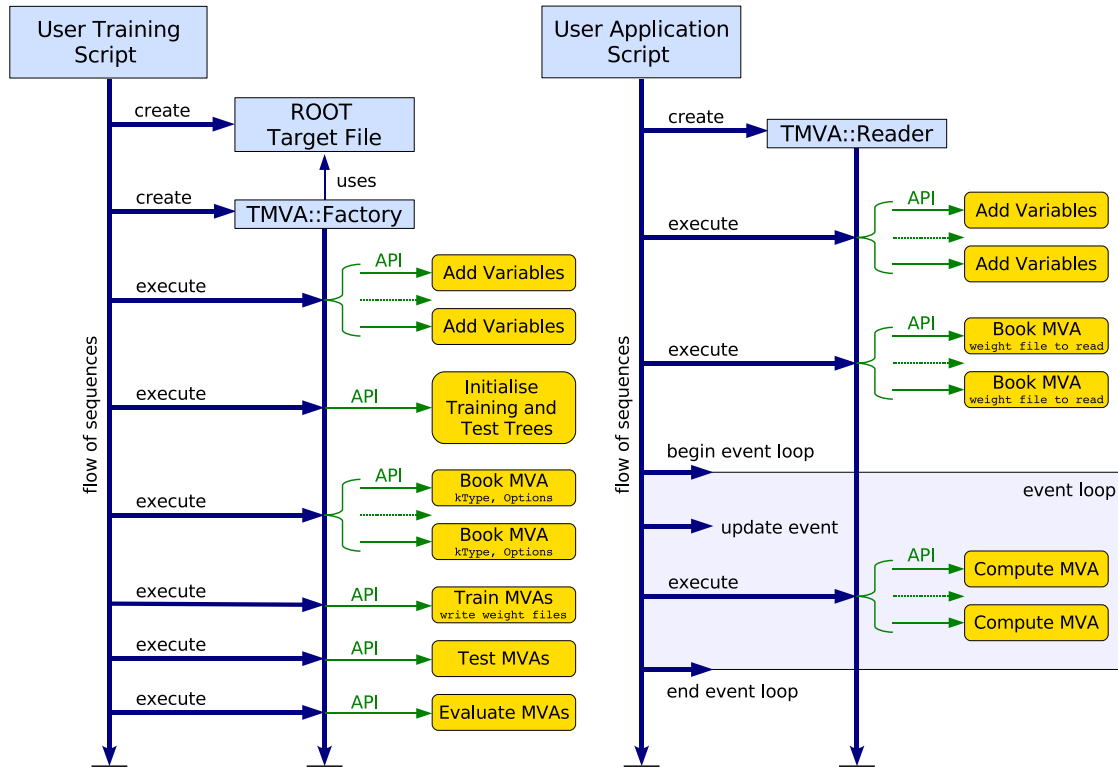 User Training
Script
create
ROOT
Target File
uses
create
TMVA::Factory
execute
API
Add Variables
Add Variables
flow of sequences
execute
API
Initialise
Training and
Test Trees
execute
API
Book MVA
kType, Options
Book MVA
kType, Options
execute
API
Train MVAs
write weight files
execute
API
Test MVAs
execute
API
Evaluate MVAs
User Application
Script
create
TMVA::Reader
execute
API
Add Variables
Add Variables
flow of sequences
execute
API
Book MVA
weight file to read
Book MVA
weight file to read
begin event loop
event loop
update event
execute
API
Compute MVA
Compute MVA
end event loop